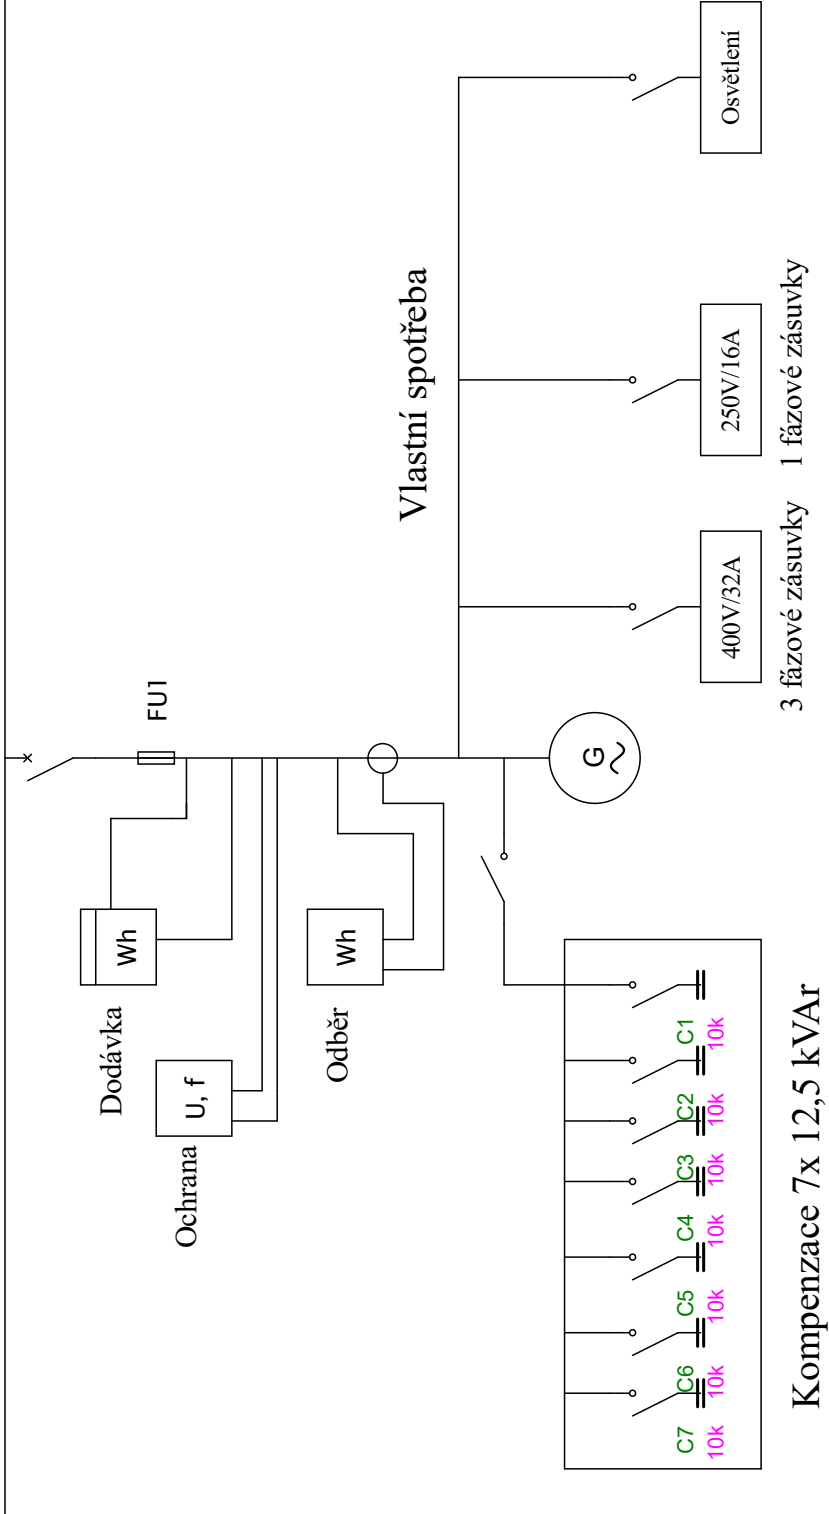 FU1
Wh
Dodávka
U, f
Ochrana
Wh
Odběr
Vlastní spotřeba
G
400V/32A
3 fázové zásuvky
250V/16A
1 fázové zásuvky
Osvětlení
C7
10k
C6
10k
C5
10k
C4
10k
C3
10k
C2
10k
C1
10k
Kompenzace 7x 12,5 kVAr